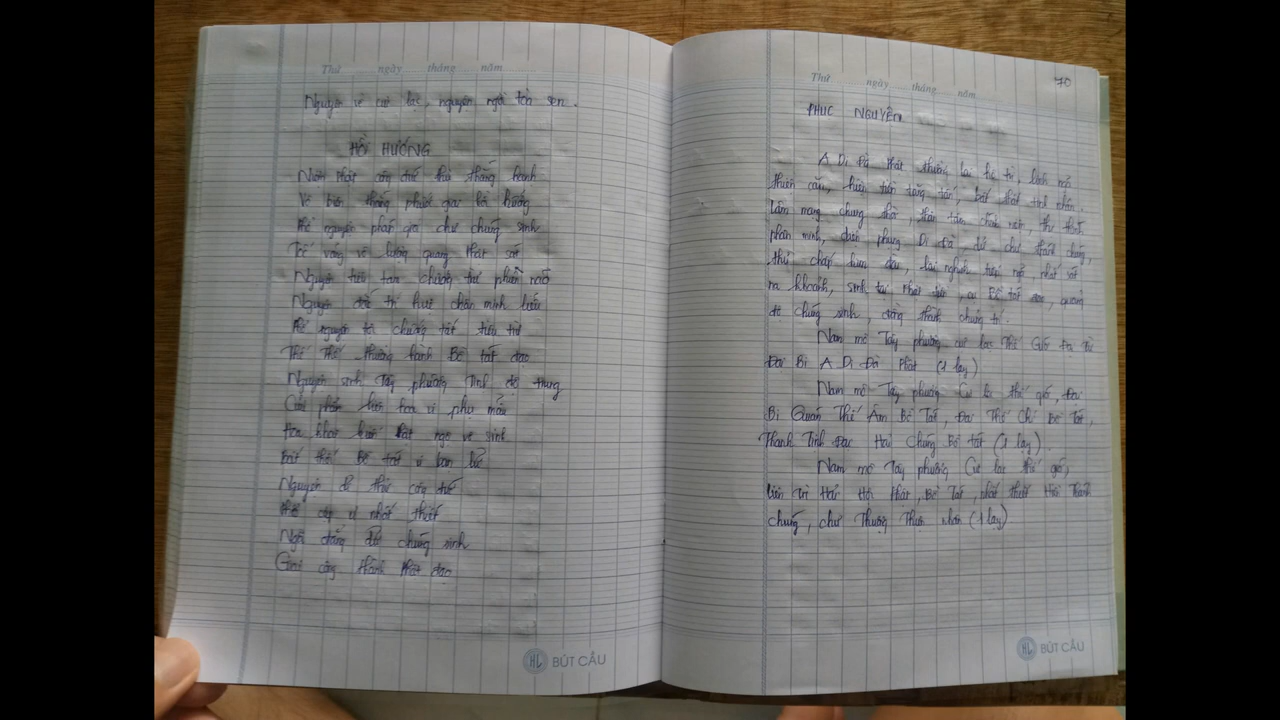 Thứ ngày tháng năm
Nguyện về cực lạc, nguyện ngồi tòa sen.
HỒI HƯỚNG
Niệm phật công đức thù thắng hạnh
Vô biên thắng phước giai hồi hướng
Phổ nguyện pháp giới chư chúng sinh
Tốc vãng vô lượng quang phật sát
Nguyện tiêu tam chướng trừ phiền não
Nguyện đắc trí huệ chân minh liễu
Phổ nguyện tội chướng tất tiêu trừ
Thế thế thường hành Bồ tát đạo
Nguyện sinh Tây phương Tịnh độ trung
Cửu phẩm liên hoa vi phụ mẫu
Hoa khai kiến Phật ngộ vô sinh
Bất thối Bồ tát vi bạn lữ
Nguyện dĩ thử công đức
Phổ cập ư nhất thiết
Ngã đẳng dữ chúng sinh
Giai cộng thành Phật đạo
HL BÚT CẦU
Thứ ngày tháng năm
70
PHỤC NGUYỆN
A Di Đà Phật thường lai hộ trì, lành mà
thiện căn, hiện tiền tăng tấn, bất thất tịnh nhân.
Lâm mạng chung thời, thân tâm chánh niệm, thị thính
phân minh, diện phụng Di Đà, dữ chư thánh chúng,
thủ chấp hoa đài, tiếp nghinh
ra khoảnh, sinh tại Phật tiền, cụ Bồ tát đạo, quảng
độ chúng sinh, đồng thành chủng trí.
Nam mô Tây phương cực lạc Thế Giới Đại Từ
Đại Bi A Di Đà Phật (1 lạy)
Nam mô Tây phương Cực lạc thế giới, Đại
Bi Quán Thế Âm Bồ Tát, Đại Thế Chí Bồ Tát,
Thanh Tịnh Đại Hải Chúng Bồ tát (1 lạy).
Nam mô Tây phương Cực lạc thế giới,
Liên Trì Hải Hội Phật, Bồ Tát, nhất thiết Hiền Thánh
chúng, chư Thượng Thiện nhân (1 lạy)
HL BÚT CẦU